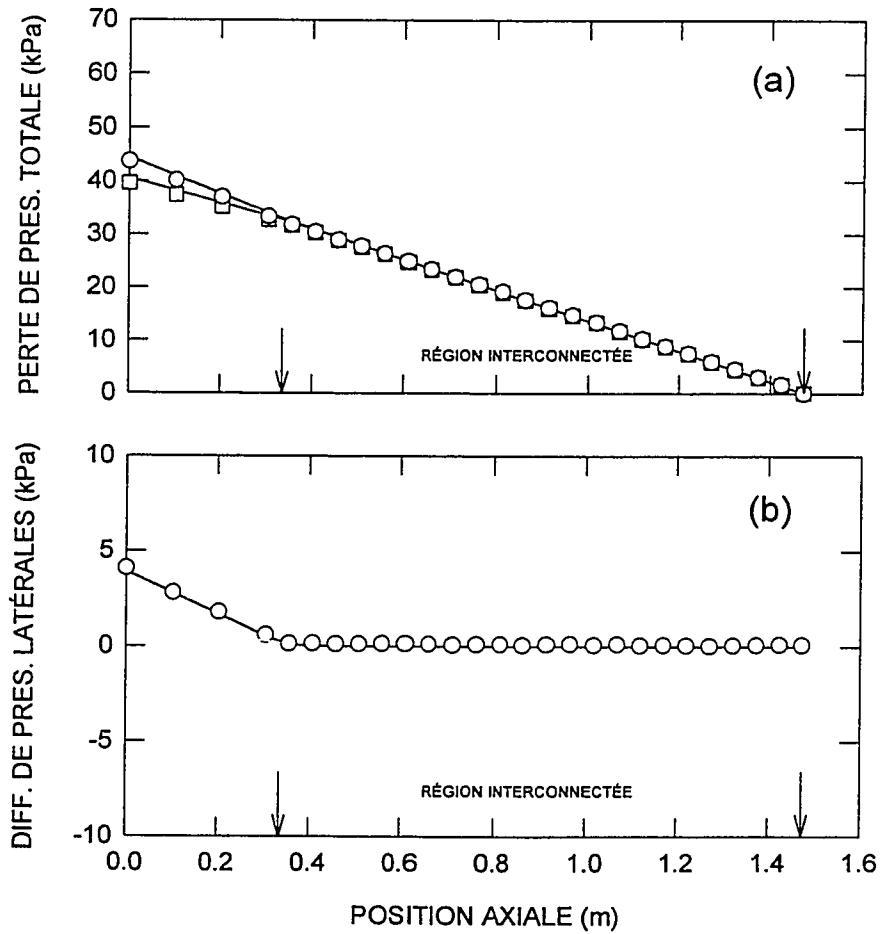 PERTE DE PRES. TOTALE (kPa)
70
60
50
40
30
20
10
0
(a)
RÉGION INTERCONNECTÉE
DIFF. DE PRES. LATÉRALES (kPa)
10
5
0
-5
-10
(b)
RÉGION INTERCONNECTÉE
0.0 0.2 0.4 0.6 0.8 1.0 1.2 1.4 1.6
POSITION AXIALE (m)